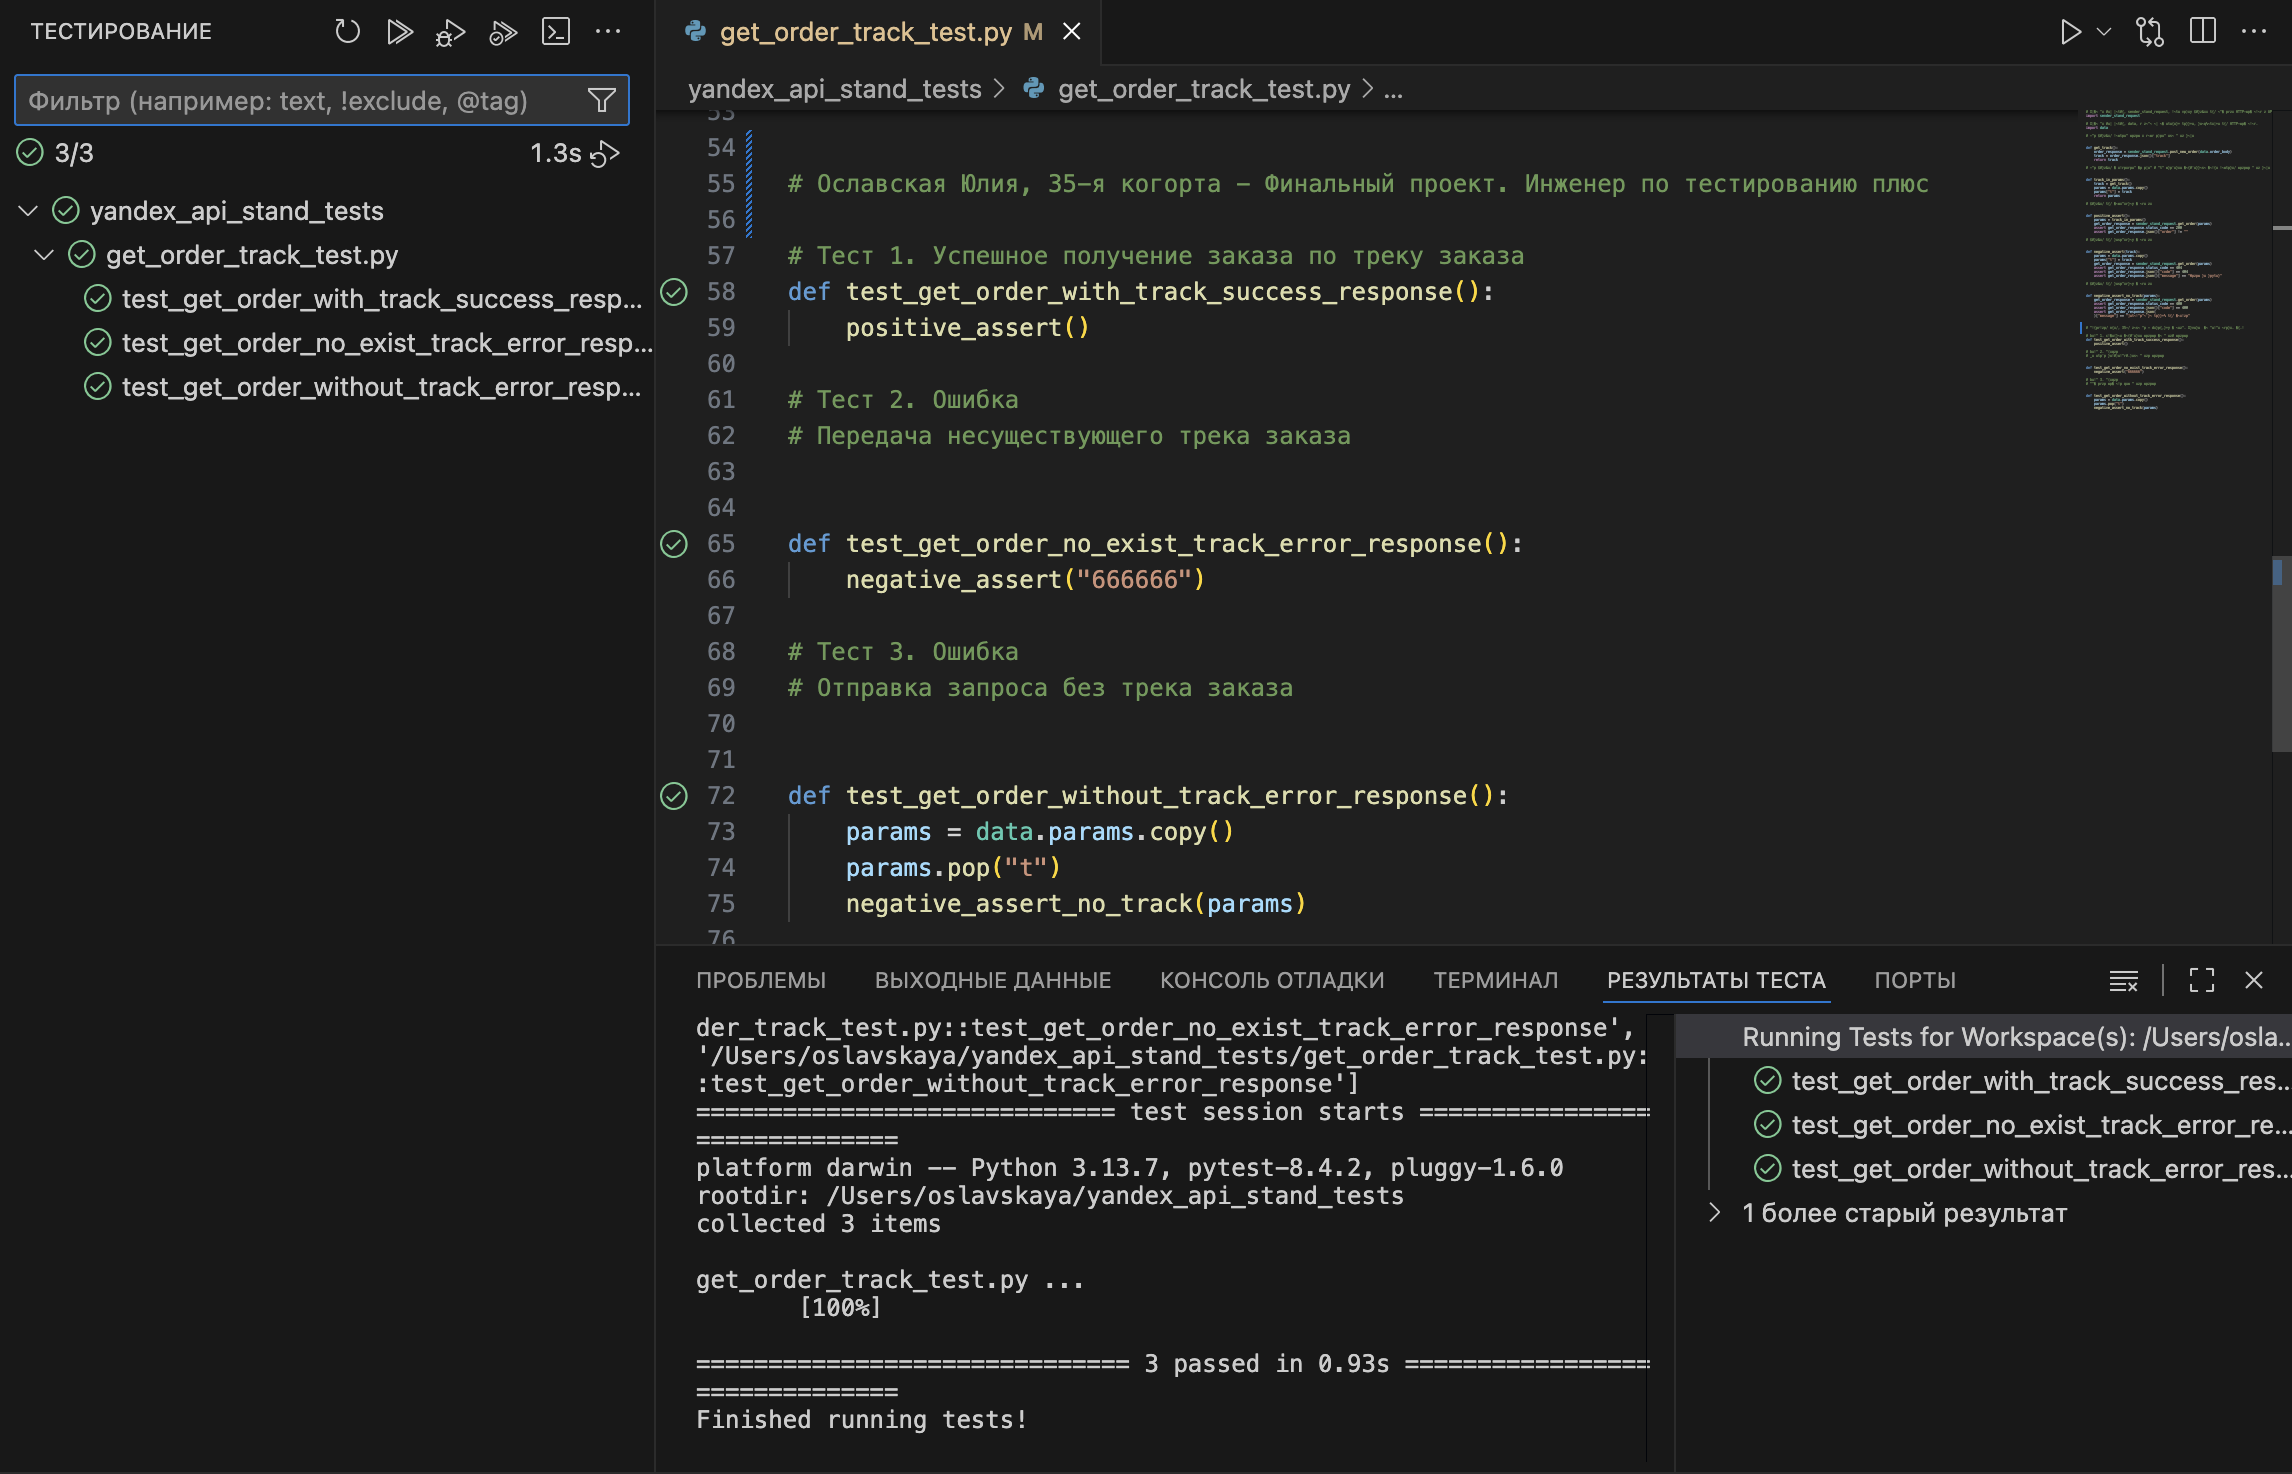 ТЕСТИРОВАНИЕ
Фильтр (например: text, !exclude, @tag)
3/3 1.3s
yandex_api_stand_tests
get_order_track_test.py
test_get_order_with_track_success_resp...
test_get_order_no_exist_track_error_resp...
test_get_order_without_track_error_resp...
get_order_track_test.py M
yandex_api_stand_tests > get_order_track_test.py > ...
53
54
55 # Ославская Юлия, 35-я когорта - Финальный проект. Инженер по тестированию плюс
56
57 # Тест 1. Успешное получение заказа по треку заказа
58 def test_get_order_with_track_success_response():
59 positive_assert()
60
61 # Тест 2. Ошибка
62 # Передача несуществующего трека заказа
63
64
65 def test_get_order_no_exist_track_error_response():
66 negative_assert("666666")
67
68 # Тест 3. Ошибка
69 # Отправка запроса без трека заказа
70
71
72 def test_get_order_without_track_error_response():
73 params = data.params.copy()
74 params.pop("t")
75 negative_assert_no_track(params)
76
ПРОБЛЕМЫ ВЫХОДНЫЕ ДАННЫЕ КОНСОЛЬ ОТЛАДКИ ТЕРМИНАЛ РЕЗУЛЬТАТЫ ТЕСТА ПОРТЫ
der_track_test.py::test_get_order_no_exist_track_error_response',
'/Users/oslavskaya/yandex_api_stand_tests/get_order_track_test.py:
:test_get_order_without_track_error_response']
============================= test session starts ================
==============
platform darwin -- Python 3.13.7, pytest-8.4.2, pluggy-1.6.0
rootdir: /Users/oslavskaya/yandex_api_stand_tests
collected 3 items
get_order_track_test.py ...
[100%]
============================== 3 passed in 0.93s =================
==============
Finished running tests!
Running Tests for Workspace(s): /Users/osla...
test_get_order_with_track_success_res...
test_get_order_no_exist_track_error_re...
test_get_order_without_track_error_res...
1 более старый результат